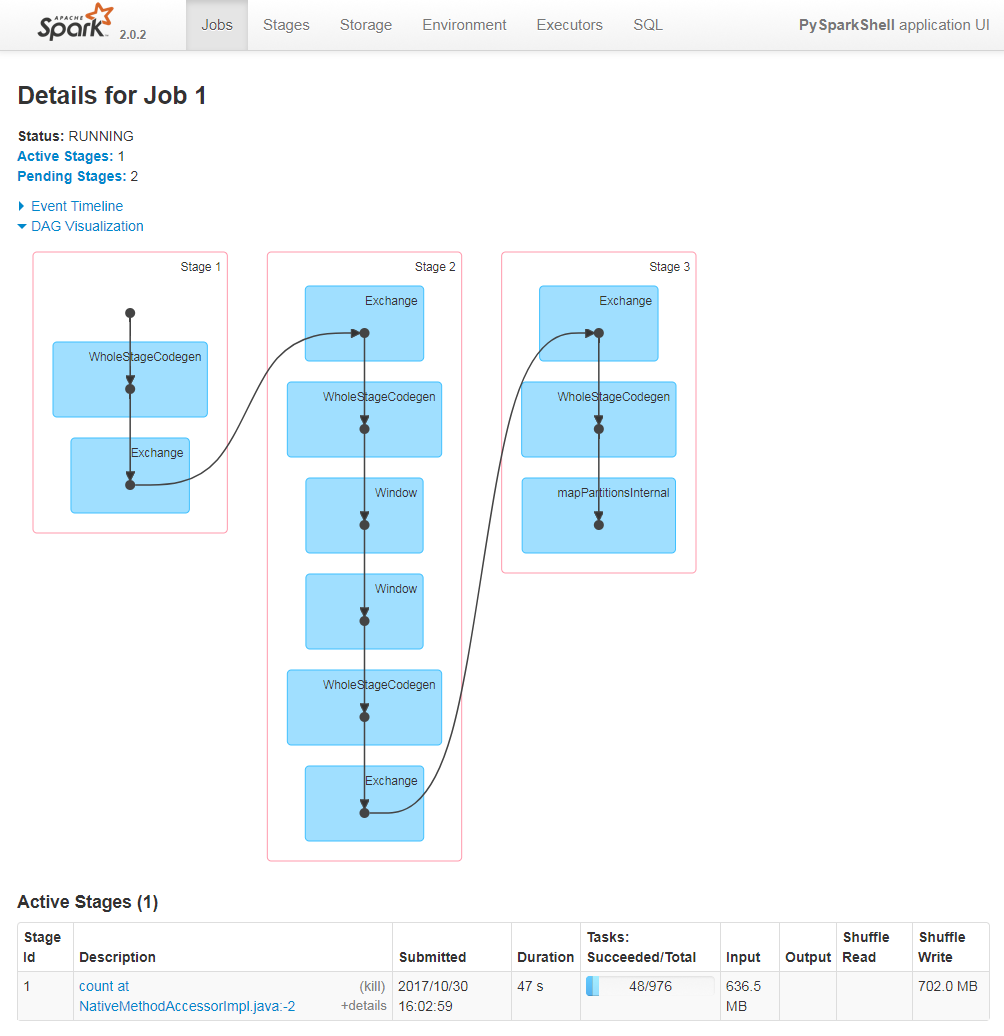 APACHE
Spark 2.0.2 Jobs Stages Storage Environment Executors SQL PySparkShell application UI
Details for Job 1
Status: RUNNING
Active Stages: 1
Pending Stages: 2
Event Timeline
DAG Visualization
Stage 1
WholeStageCodegen
Exchange
Stage 2
Exchange
WholeStageCodegen
Window
Window
WholeStageCodegen
Exchange
Stage 3
Exchange
WholeStageCodegen
mapPartitionsInternal
Active Stages (1)
Stage Id Description Submitted Duration Tasks: Succeeded/Total Input Output Shuffle Read Shuffle Write
1 count at NativeMethodAccessorImpl.java:-2 (kill) +details 2017/10/30 16:02:59 47 s 48/976 636.5 MB 702.0 MB